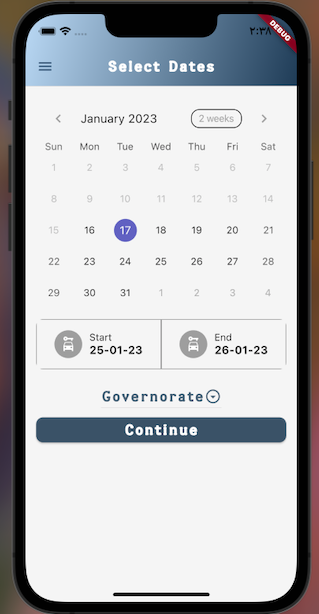 ٢:٣٨
DEBUG
Select Dates
January 2023
2 weeks
Sun Mon Tue Wed Thu Fri Sat
1 2 3 4 5 6 7
8 9 10 11 12 13 14
15 16 17 18 19 20 21
22 23 24 25 26 27 28
29 30 31 1 2 3 4
Start
25-01-23
End
26-01-23
Governorate
Continue